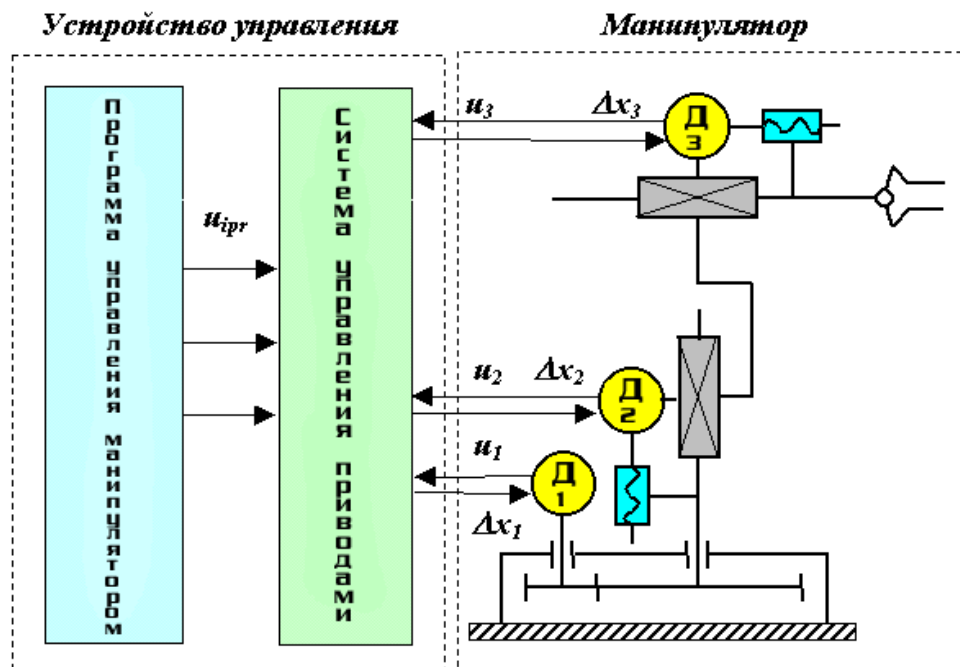 Устройство управления
Манипулятор
Программа управления манипулятором
Система управления приводами
u3
Δx3
Д
3
uipr
u2
Δx2
Д
2
u1
Д
1
Δx1